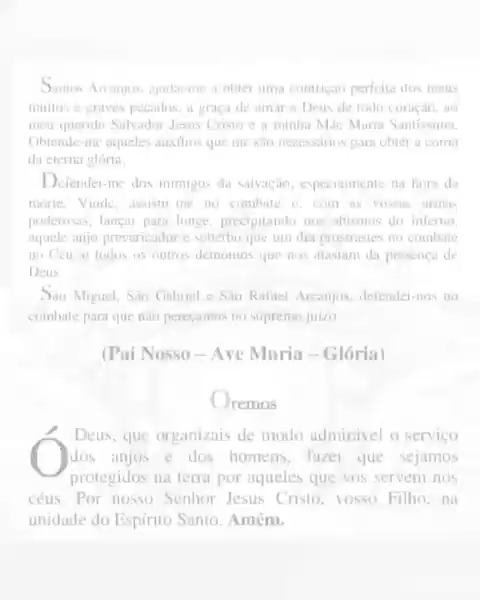 Santos Arcanjos, ajudai-me a obter uma contrição perfeita dos meus
muitos e graves pecados, a graça de amar a Deus de todo coração, ao
meu querido Salvador Jesus Cristo e a minha Mãe Maria Santíssima.
Obtende-me aqueles auxílios que me são necessários para obter a coroa
da eterna glória.
Defendei-me dos inimigos da salvação, especialmente na hora da
morte. Vinde, assisti-me no combate e, com as vossas armas
poderosas, lançai para longe, precipitando nos abismos do inferno,
aquele anjo prevaricador e soberbo que um dia prostrastes no combate
no Céu, e todos os outros demônios que nos afastam da presença de
Deus.
São Miguel, São Gabriel e São Rafael Arcanjos, defendei-nos no
combate para que não pereçamos no supremo juízo.
(Pai Nosso – Ave Maria – Glória)
Oremos
Ó Deus, que organizais de modo admirável o serviço
dos anjos e dos homens, fazei que sejamos
protegidos na terra por aqueles que vos servem nos
céus. Por nosso Senhor Jesus Cristo, vosso Filho, na
unidade do Espírito Santo. Amém.